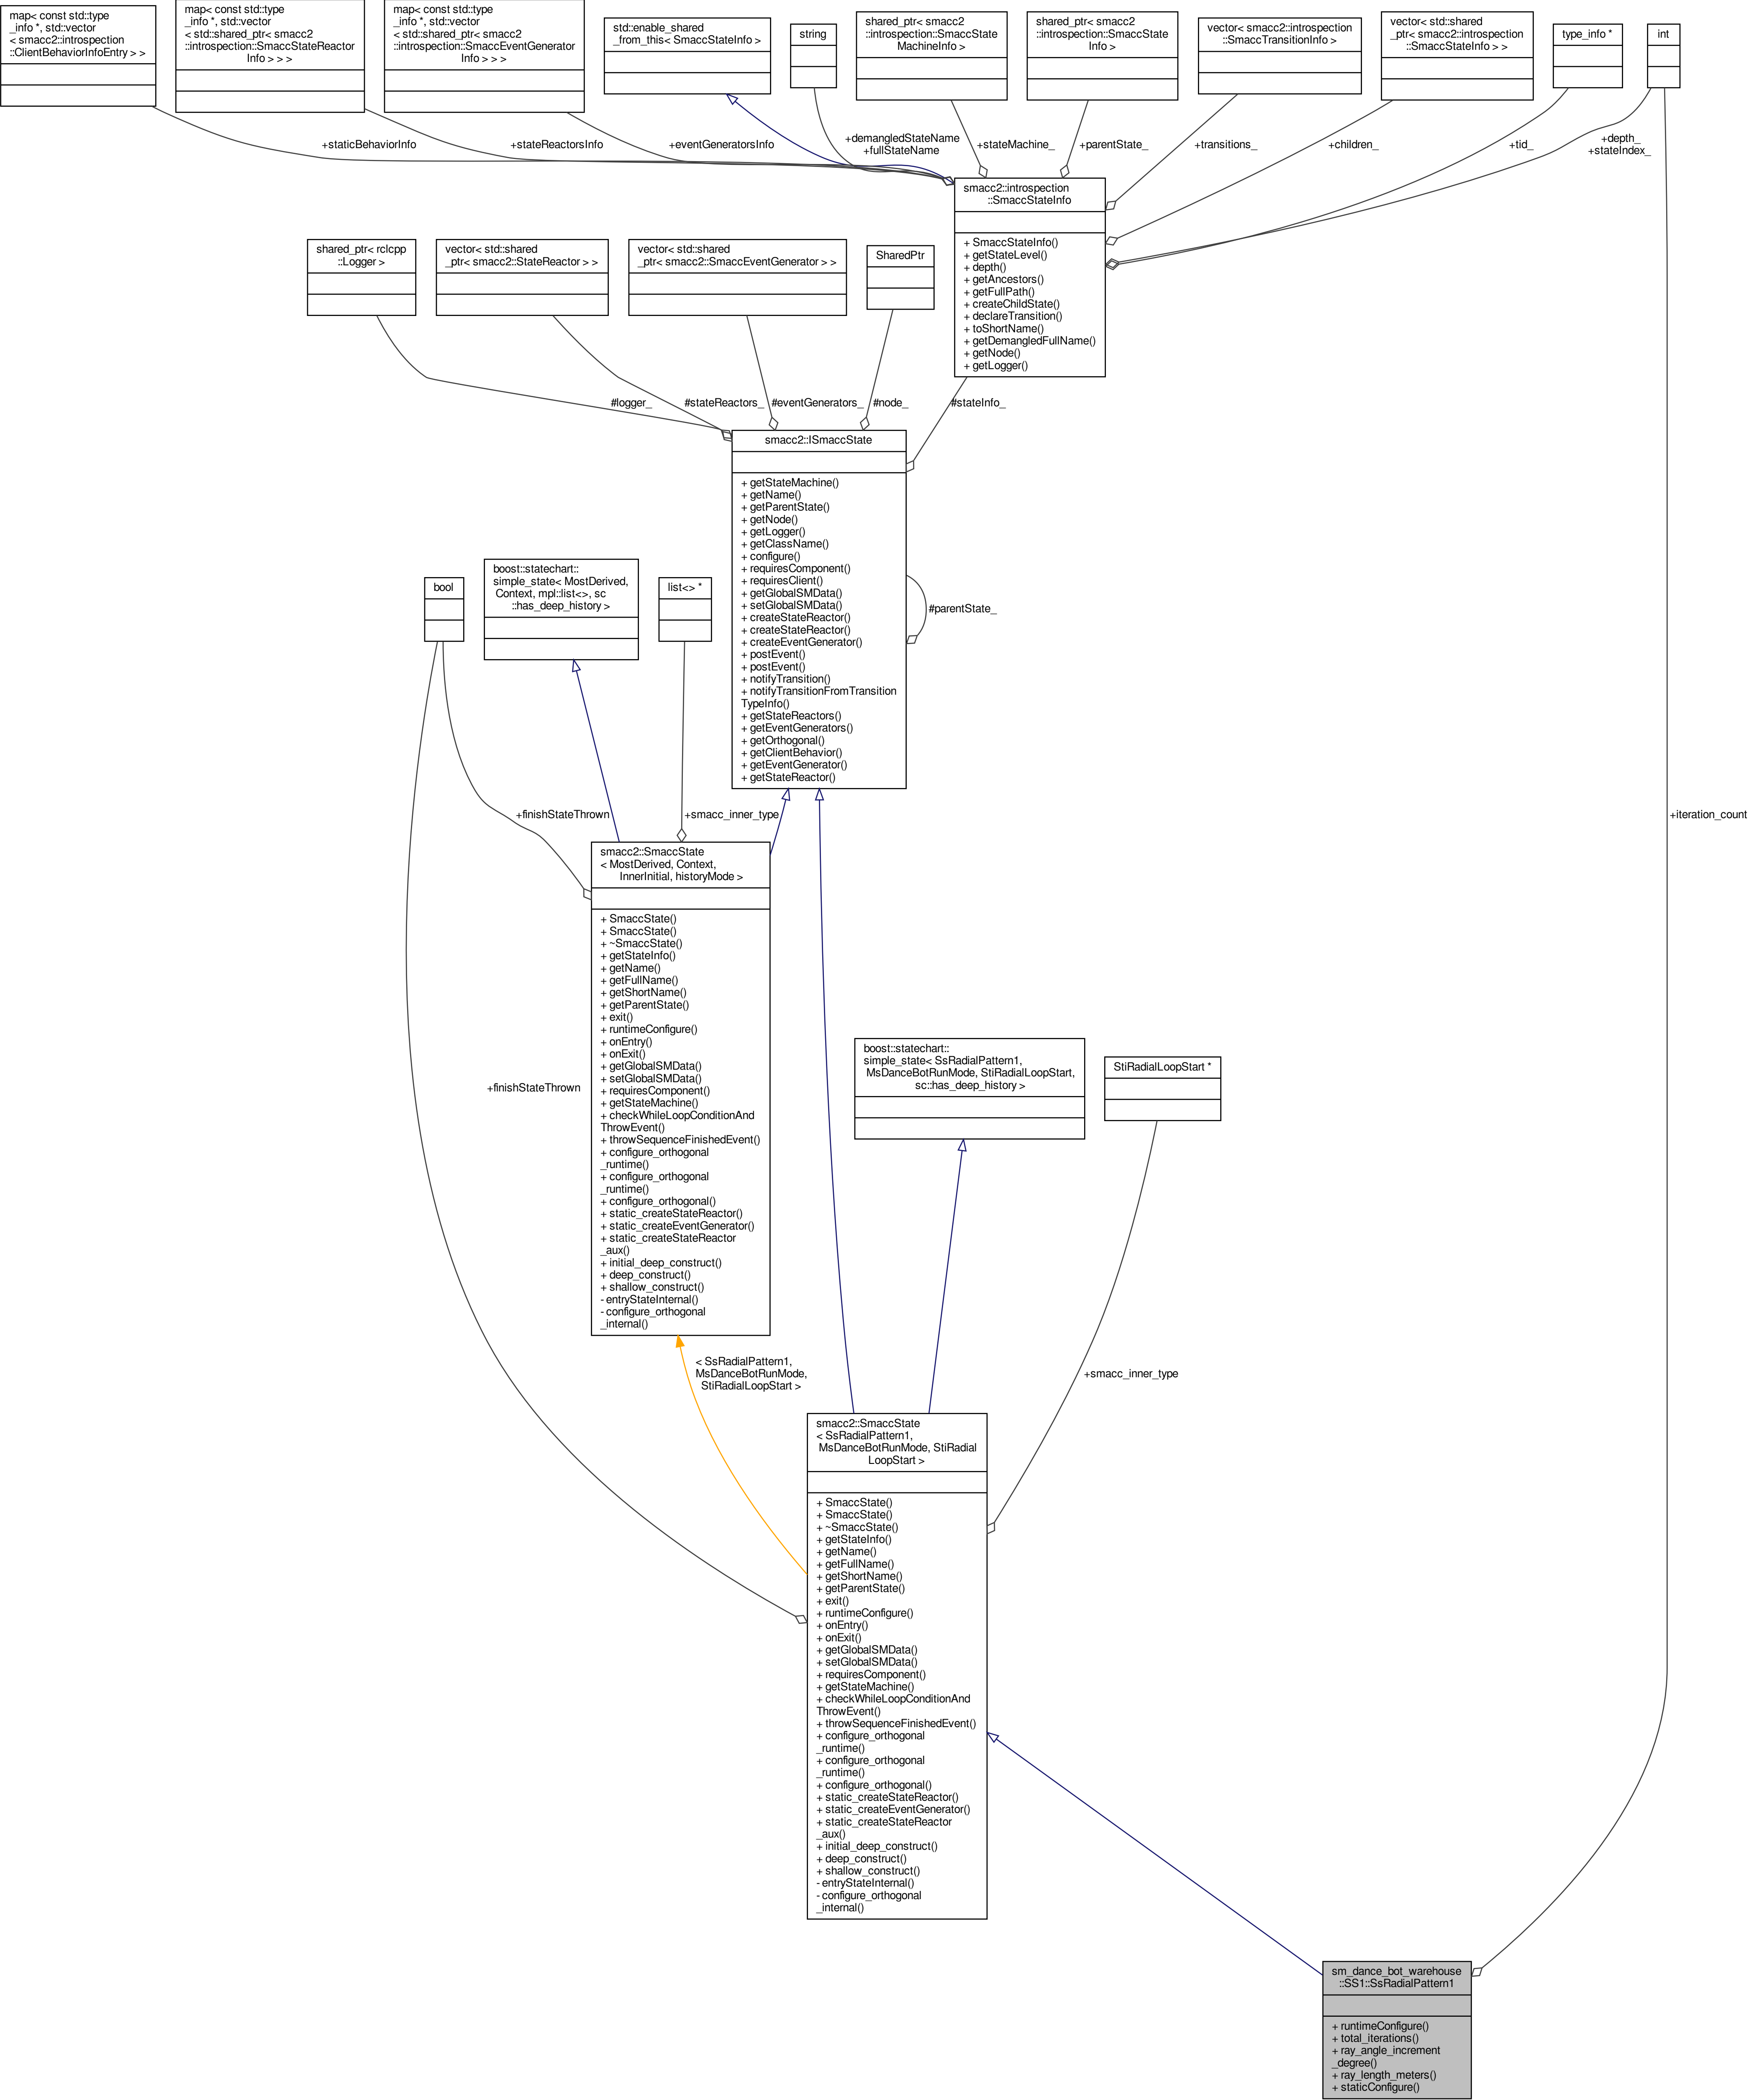 map< const std::type
_info *, std::vector
< smacc2::introspection
::ClientBehaviorInfoEntry > >
map< const std::type
_info *, std::vector
< std::shared_ptr< smacc2
::introspection::SmaccStateReactor
Info > > >
map< const std::type
_info *, std::vector
< std::shared_ptr< smacc2
::introspection::SmaccEventGenerator
Info > > >
std::enable_shared
_from_this< SmaccStateInfo >
string
shared_ptr< smacc2
::introspection::SmaccState
MachineInfo >
shared_ptr< smacc2
::introspection::SmaccState
Info >
vector< smacc2::introspection
::SmaccTransitionInfo >
vector< std::shared
_ptr< smacc2::introspection
::SmaccStateInfo > >
type_info *
int
+staticBehaviorInfo
+stateReactorsInfo
+eventGeneratorsInfo
+demangledStateName
+fullStateName
+stateMachine_
+parentState_
+transitions_
+children_
+tid_
+depth_
+stateIndex_
smacc2::introspection
::SmaccStateInfo
+ SmaccStateInfo()
+ getStateLevel()
+ depth()
+ getAncestors()
+ getFullPath()
+ createChildState()
+ declareTransition()
+ toShortName()
+ getDemangledFullName()
+ getNode()
+ getLogger()
shared_ptr< rclcpp
::Logger >
vector< std::shared
_ptr< smacc2::StateReactor > >
vector< std::shared
_ptr< smacc2::SmaccEventGenerator > >
SharedPtr
#logger_
#stateReactors_
#eventGenerators_
#node_
#stateInfo_
smacc2::ISmaccState
+ getStateMachine()
+ getName()
+ getParentState()
+ getNode()
+ getLogger()
+ getClassName()
+ configure()
+ requiresComponent()
+ requiresClient()
+ getGlobalSMData()
+ setGlobalSMData()
+ createStateReactor()
+ createStateReactor()
+ createEventGenerator()
+ postEvent()
+ postEvent()
+ notifyTransition()
+ notifyTransitionFromTransition
TypeInfo()
+ getStateReactors()
+ getEventGenerators()
+ getOrthogonal()
+ getClientBehavior()
+ getEventGenerator()
+ getStateReactor()
#parentState_
bool
boost::statechart::
simple_state< MostDerived,
Context, mpl::list<>, sc
::has_deep_history >
list<> *
+finishStateThrown
+smacc_inner_type
+iteration_count
smacc2::SmaccState
< MostDerived, Context,
InnerInitial, historyMode >
+ SmaccState()
+ SmaccState()
+ ~SmaccState()
+ getStateInfo()
+ getName()
+ getFullName()
+ getShortName()
+ getParentState()
+ exit()
+ runtimeConfigure()
+ onEntry()
+ onExit()
+ getGlobalSMData()
+ setGlobalSMData()
+ requiresComponent()
+ getStateMachine()
+ checkWhileLoopConditionAnd
ThrowEvent()
+ throwSequenceFinishedEvent()
+ configure_orthogonal
_runtime()
+ configure_orthogonal
_runtime()
+ configure_orthogonal()
+ static_createStateReactor()
+ static_createEventGenerator()
+ static_createStateReactor
_aux()
+ initial_deep_construct()
+ deep_construct()
+ shallow_construct()
- entryStateInternal()
- configure_orthogonal
_internal()
+finishStateThrown
boost::statechart::
simple_state< SsRadialPattern1,
MsDanceBotRunMode, StiRadialLoopStart,
sc::has_deep_history >
StiRadialLoopStart *
< SsRadialPattern1,
MsDanceBotRunMode,
StiRadialLoopStart >
+smacc_inner_type
smacc2::SmaccState
< SsRadialPattern1,
MsDanceBotRunMode, StiRadial
LoopStart >
+ SmaccState()
+ SmaccState()
+ ~SmaccState()
+ getStateInfo()
+ getName()
+ getFullName()
+ getShortName()
+ getParentState()
+ exit()
+ runtimeConfigure()
+ onEntry()
+ onExit()
+ getGlobalSMData()
+ setGlobalSMData()
+ requiresComponent()
+ getStateMachine()
+ checkWhileLoopConditionAnd
ThrowEvent()
+ throwSequenceFinishedEvent()
+ configure_orthogonal
_runtime()
+ configure_orthogonal
_runtime()
+ configure_orthogonal()
+ static_createStateReactor()
+ static_createEventGenerator()
+ static_createStateReactor
_aux()
+ initial_deep_construct()
+ deep_construct()
+ shallow_construct()
- entryStateInternal()
- configure_orthogonal
_internal()
sm_dance_bot_warehouse
::SS1::SsRadialPattern1
+ runtimeConfigure()
+ total_iterations()
+ ray_angle_increment
_degree()
+ ray_length_meters()
+ staticConfigure()